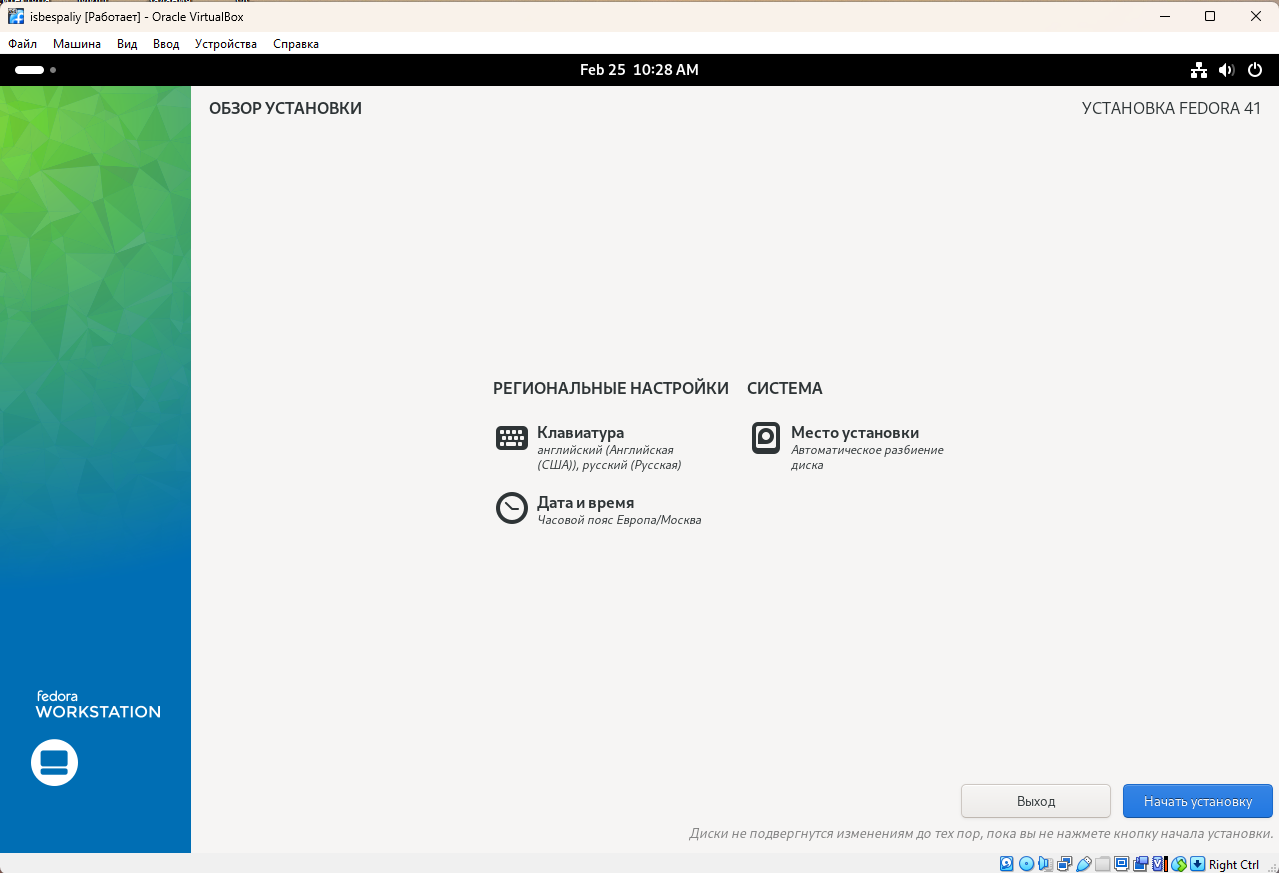 isbespaliy [Работает] - Oracle VirtualBox
Файл Машина Вид Ввод Устройства Справка
Feb 25 10:28 AM
ОБЗОР УСТАНОВКИ
УСТАНОВКА FEDORA 41
РЕГИОНАЛЬНЫЕ НАСТРОЙКИ
Клавиатура
английский (Английская
(США)), русский (Русская)
Дата и время
Часовой пояс Европа/Москва
СИСТЕМА
Место установки
Автоматическое разбиение
диска
fedora
WORKSTATION
Выход
Начать установку
Диски не подвергнутся изменениям до тех пор, пока вы не нажмете кнопку начала установки.
Right Ctrl